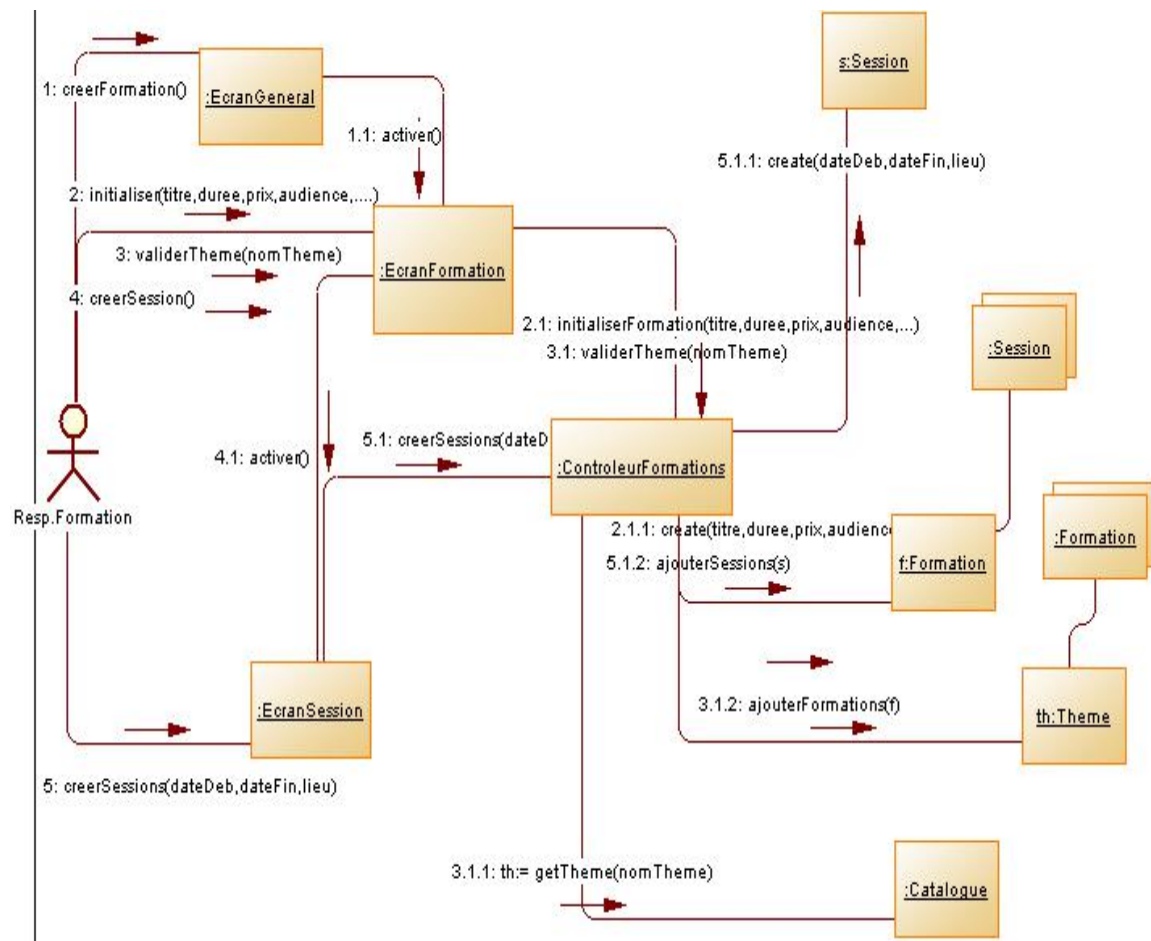 s:Session
1: creerFormation()
:EcranGeneral
1.1: activer()
5.1.1: create(dateDeb,dateFin,lieu)
2: initialiser(titre,duree,prix,audience,....)
3: validerTheme(nomTheme)
:EcranFormation
4: creerSession()
2.1: initialiserFormation(titre,duree,prix,audience,...)
3.1: validerTheme(nomTheme)
:Session
4.1: activer()
5.1: creerSessions(dateD
:ControleurFormations
Resp.Formation
2.1.1: create(titre,duree,prix,audience
:Formation
5.1.2: ajouterSessions(s)
f:Formation
:EcranSession
3.1.2: ajouterFormations(f)
th:Theme
5: creerSessions(dateDeb,dateFin,lieu)
3.1.1: th:= getTheme(nomTheme)
:Catalogue